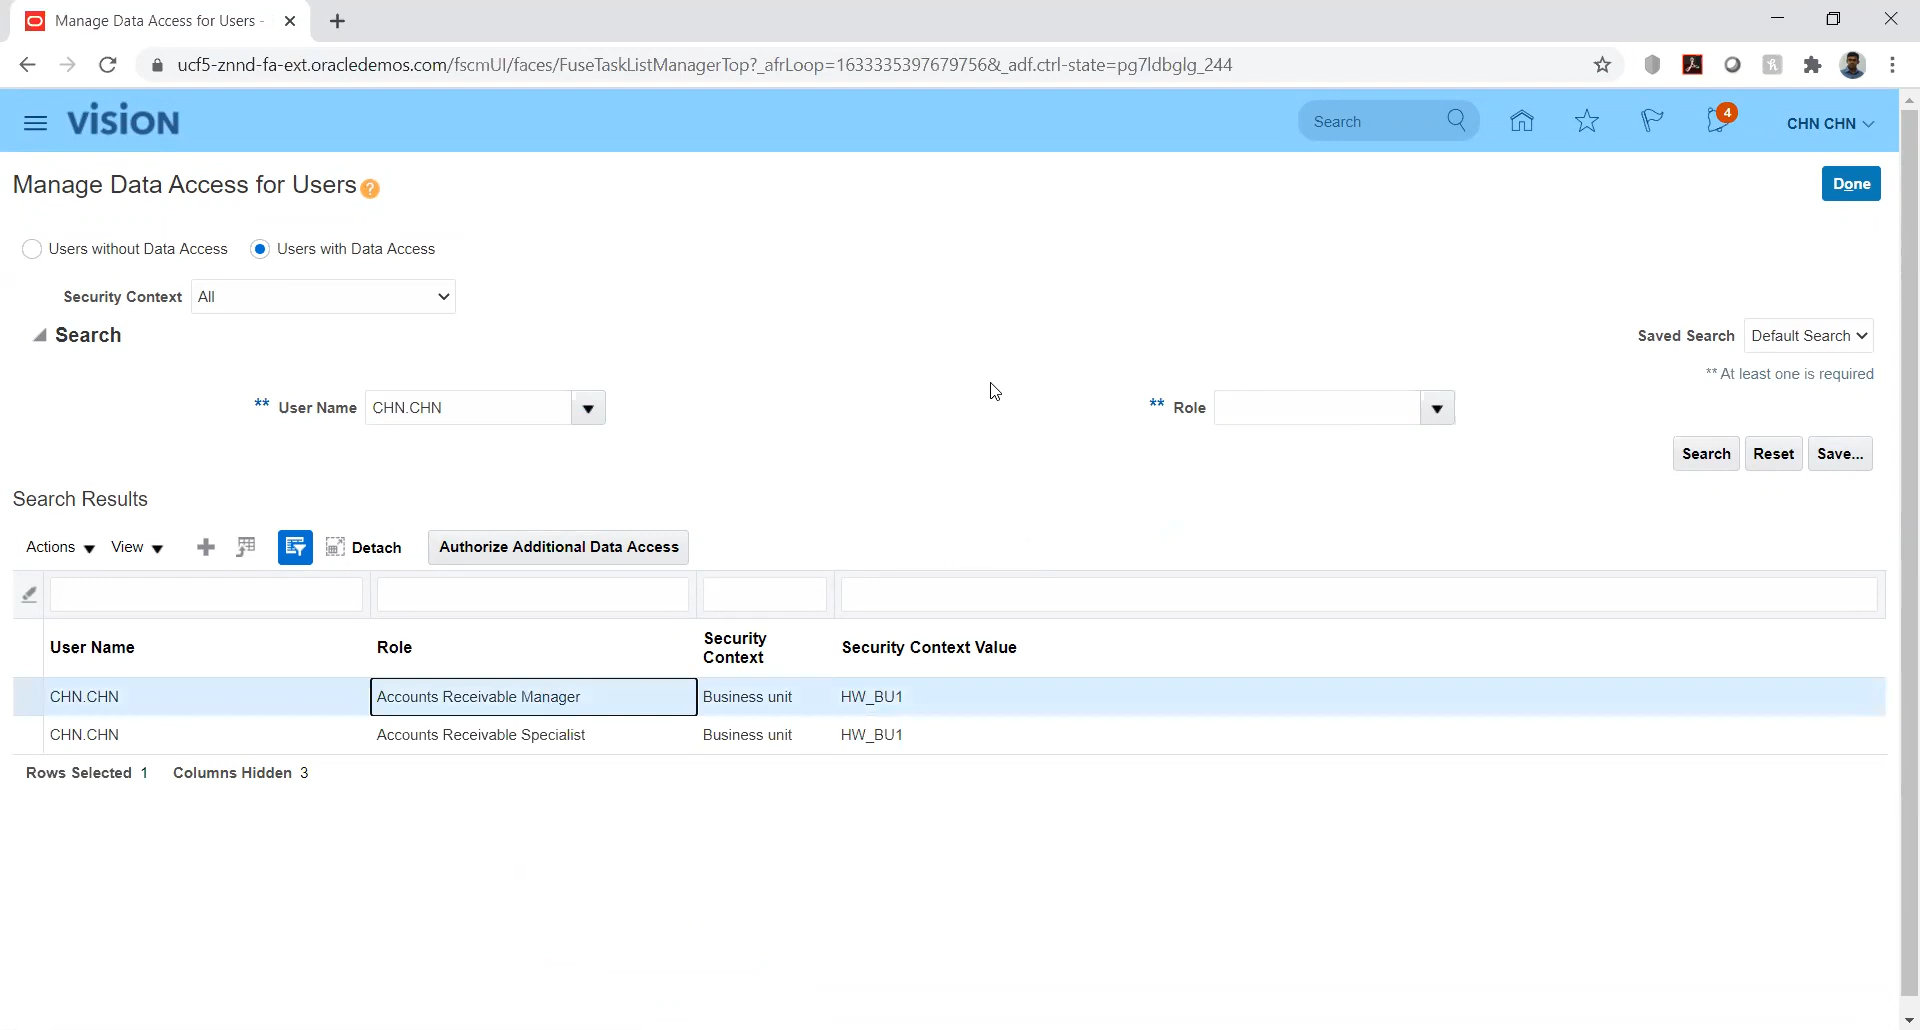 Manage Data Access for Users -
ucf5-znnd-fa-ext.oracledemos.com/fscmUI/faces/FuseTaskListManagerTop?_afrLoop=1633335397679756&_adf.ctrl-state=pg7ldbglg_244
VISION
Search
4
CHN CHN
Manage Data Access for Users ?
Done
Users without Data Access Users with Data Access
Security Context All
Search
Saved Search Default Search
** At least one is required
** User Name CHN.CHN
** Role
Search Reset Save...
Search Results
Actions View Detach Authorize Additional Data Access
User Name Role Security Context Security Context Value
CHN.CHN Accounts Receivable Manager Business unit HW_BU1
CHN.CHN Accounts Receivable Specialist Business unit HW_BU1
Rows Selected 1 Columns Hidden 3